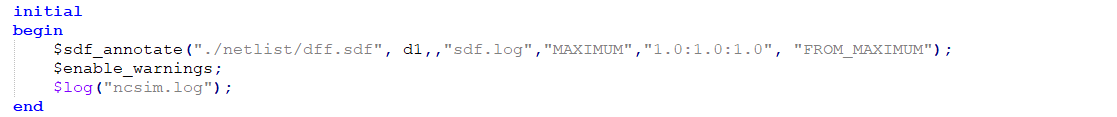 initial
begin
    $sdf_annotate("./netlist/dff.sdf", d1,,"sdf.log","MAXIMUM","1.0:1.0:1.0", "FROM_MAXIMUM");
    $enable_warnings;
    $log("ncsim.log");
end